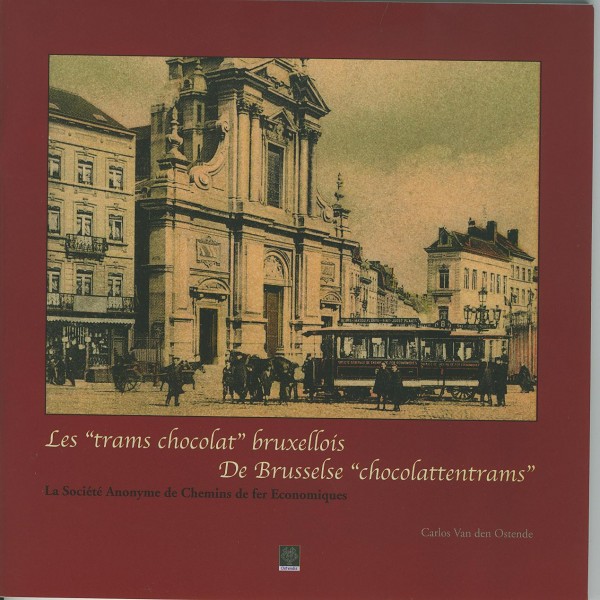 Les “trams chocolat” bruxellois
De Brusselse “chocolattentrams”
La Société Anonyme de Chemins de fer Economiques
Carlos Van den Ostende